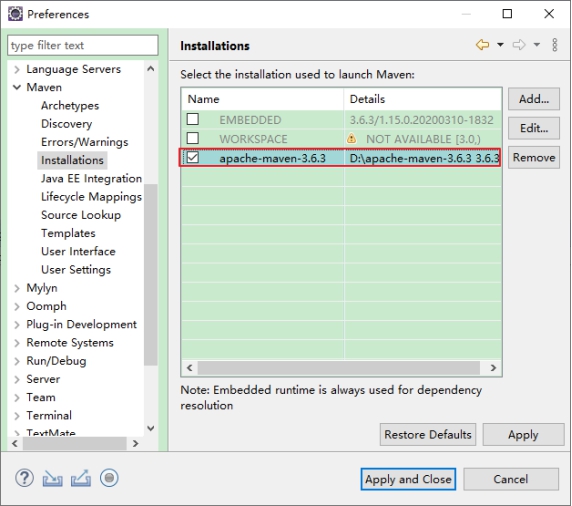 Preferences
type filter text
Installations
Language Servers
Maven
Archetypes
Discovery
Errors/Warnings
Installations
Java EE Integration
Lifecycle Mappings
Source Lookup
Templates
User Interface
User Settings
Mylyn
Oomph
Plug-in Development
Remote Systems
Run/Debug
Server
Team
Terminal
TextMate
Select the installation used to launch Maven:
Name Details
EMBEDDED 3.6.3/1.15.0.20200310-1832
WORKSPACE NOT AVAILABLE [3.0,)
apache-maven-3.6.3 D:\apache-maven-3.6.3 3.6.3
Add...
Edit...
Remove
Note: Embedded runtime is always used for dependency
resolution
Restore Defaults Apply
Apply and Close Cancel